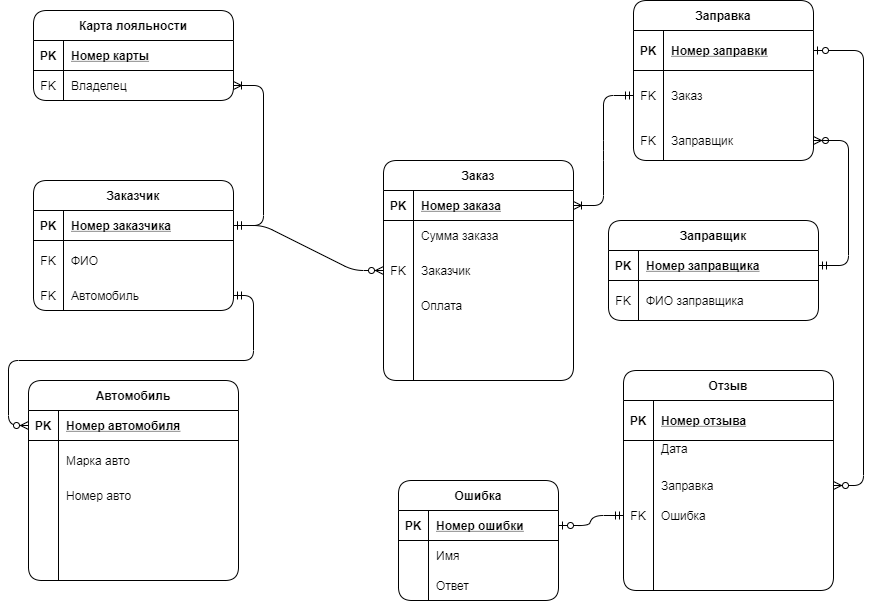 Карта лояльности
PK Номер карты
FK Владелец
Заказчик
PK Номер заказчика
FK ФИО
FK Автомобиль
Автомобиль
PK Номер автомобиля
Марка авто
Номер авто
Заказ
PK Номер заказа
Сумма заказа
FK Заказчик
Оплата
Заправка
PK Номер заправки
FK Заказ
FK Заправщик
Заправщик
PK Номер заправщика
FK ФИО заправщика
Отзыв
PK Номер отзыва
Дата
Заправка
FK Ошибка
Ошибка
PK Номер ошибки
Имя
Ответ